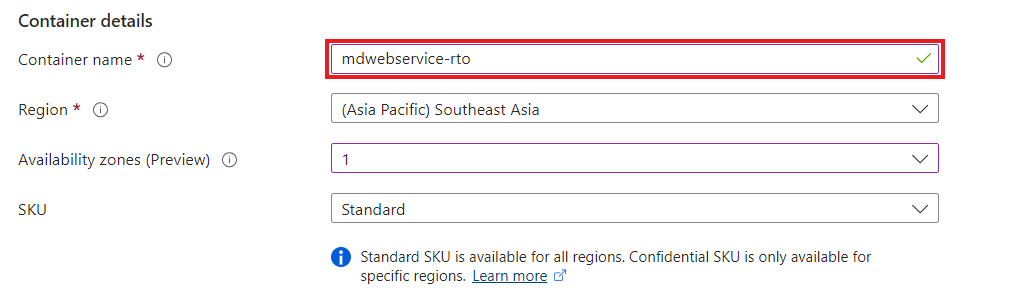 Container details
Container name *
mdwebservice-rto
Region *
(Asia Pacific) Southeast Asia
Availability zones (Preview)
1
SKU
Standard
Standard SKU is available for all regions. Confidential SKU is only available for
specific regions. Learn more